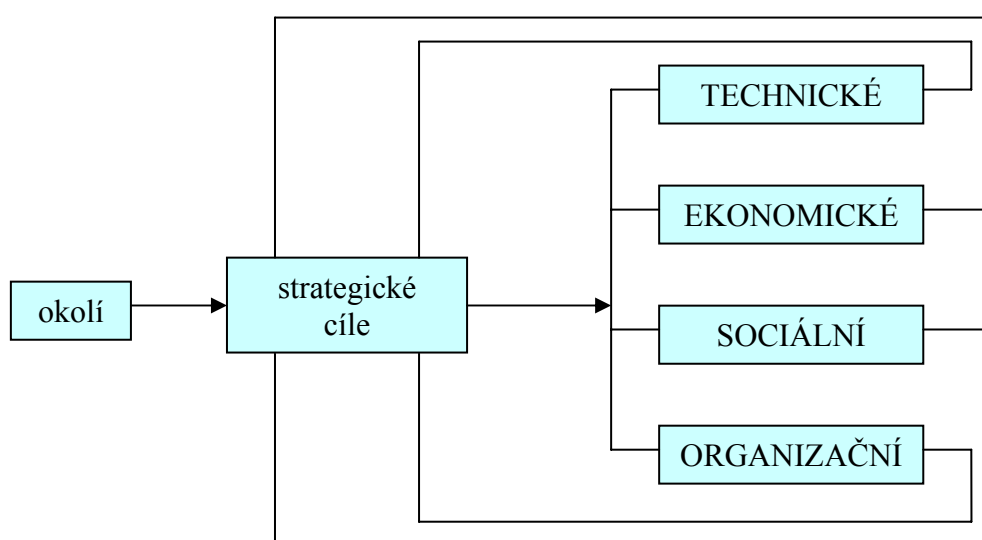 okolí
strategické
cíle
TECHNICKÉ
EKONOMICKÉ
SOCIÁLNÍ
ORGANIZAČNÍ